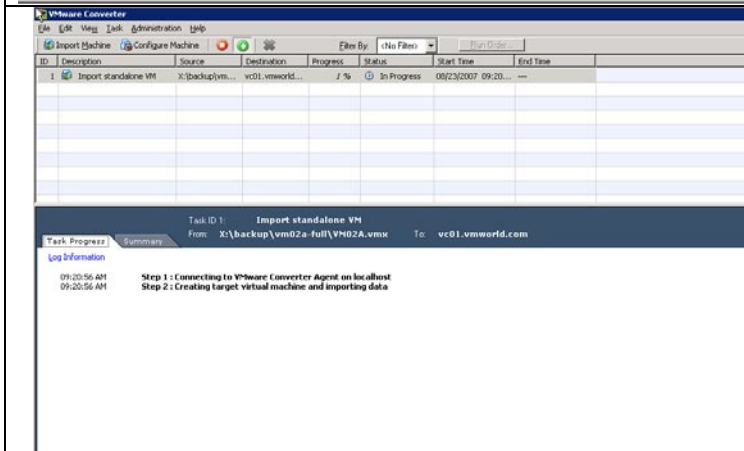 VMware Converter
File Edit View Task Administration Help
Import Machine Configure Machine Filter By: <No Filter> Run Order...
ID Description Source Destination Progress Status Start Time End Time
1 Import standalone VM X:\backup\vm... vc01.vmworld... 1 % In Progress 08/23/2007 09:20... ---
Task ID 1: Import standalone VM
From: X:\backup\vm02a-full\VM02A.vmx To: vc01.vmworld.com
Task Progress Summary
Log Information
09:20:56 AM Step 1 : Connecting to VMware Converter Agent on localhost
09:20:56 AM Step 2 : Creating target virtual machine and importing data